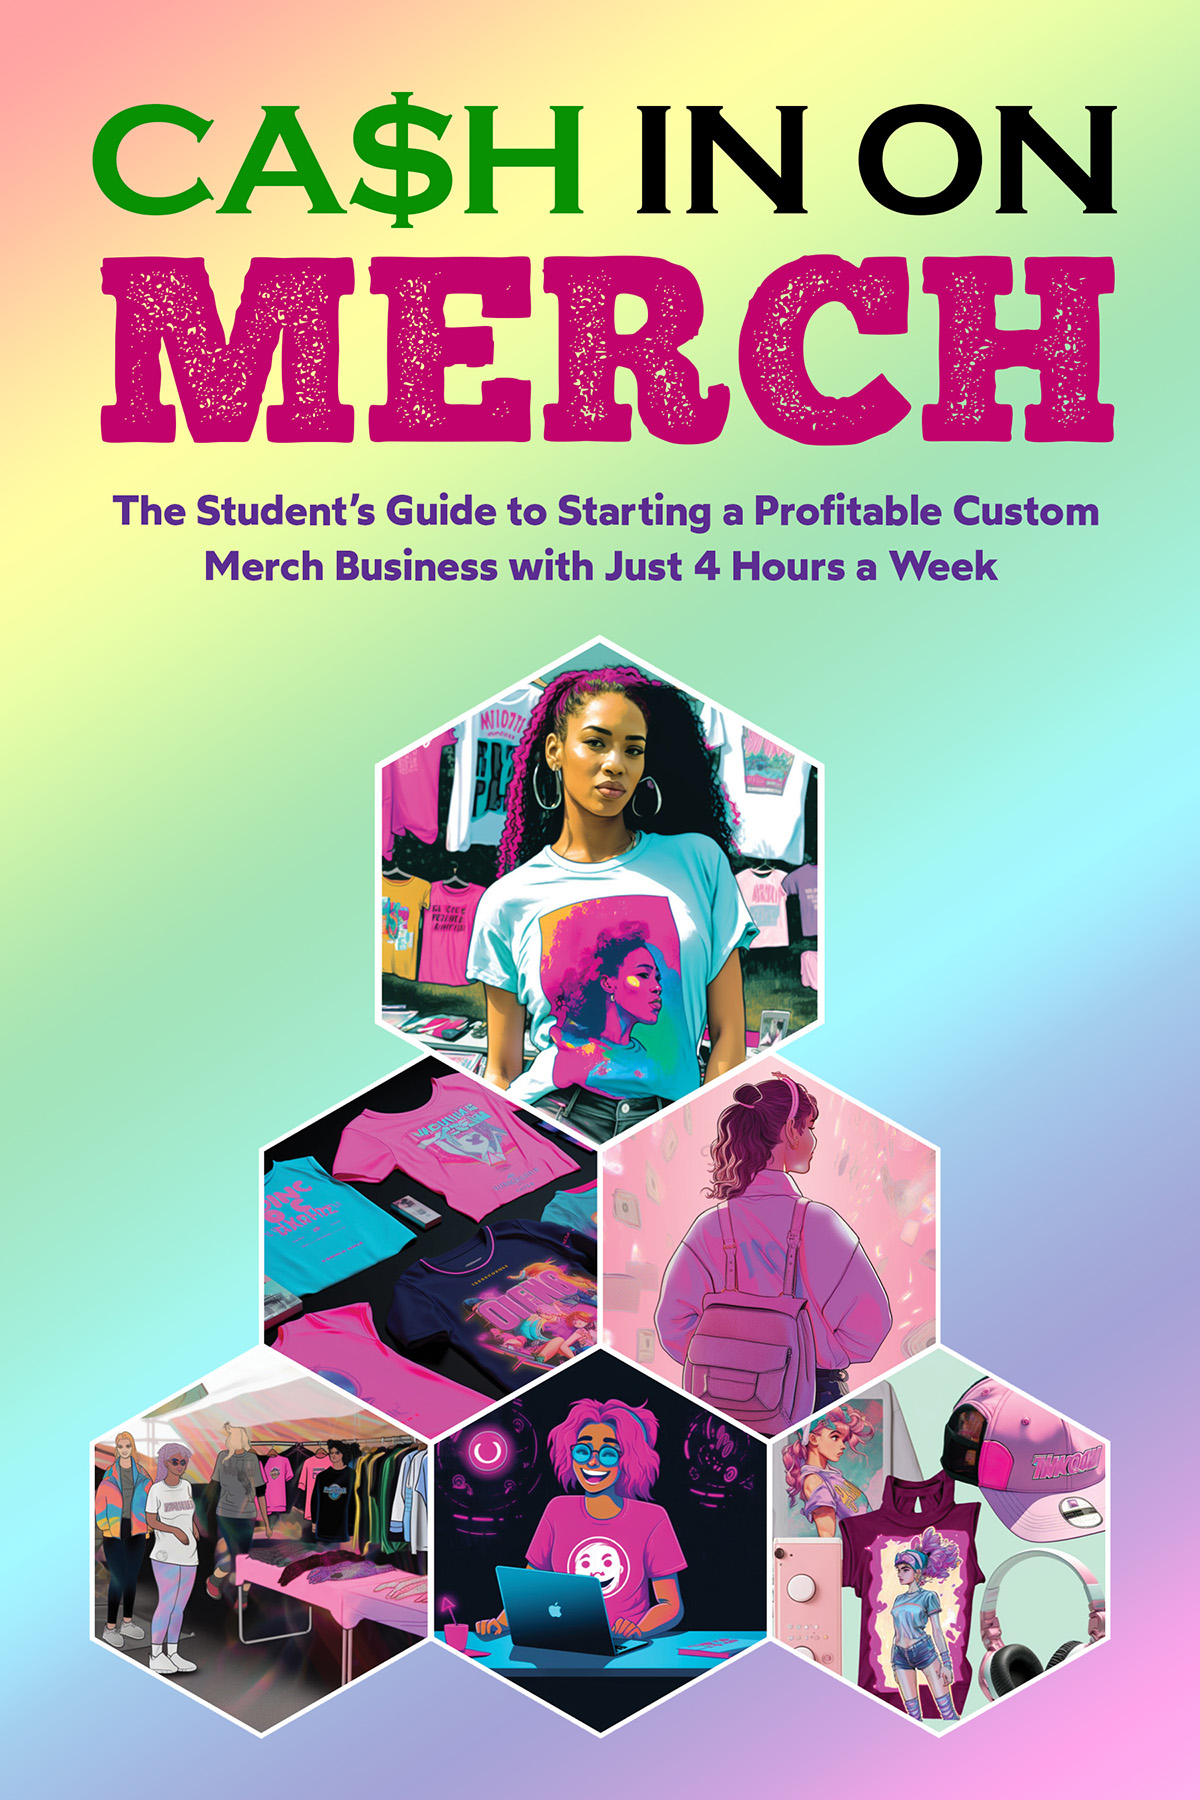 CA$H IN ON
MERCH
The Student's Guide to Starting a Profitable Custom
Merch Business with Just 4 Hours a Week